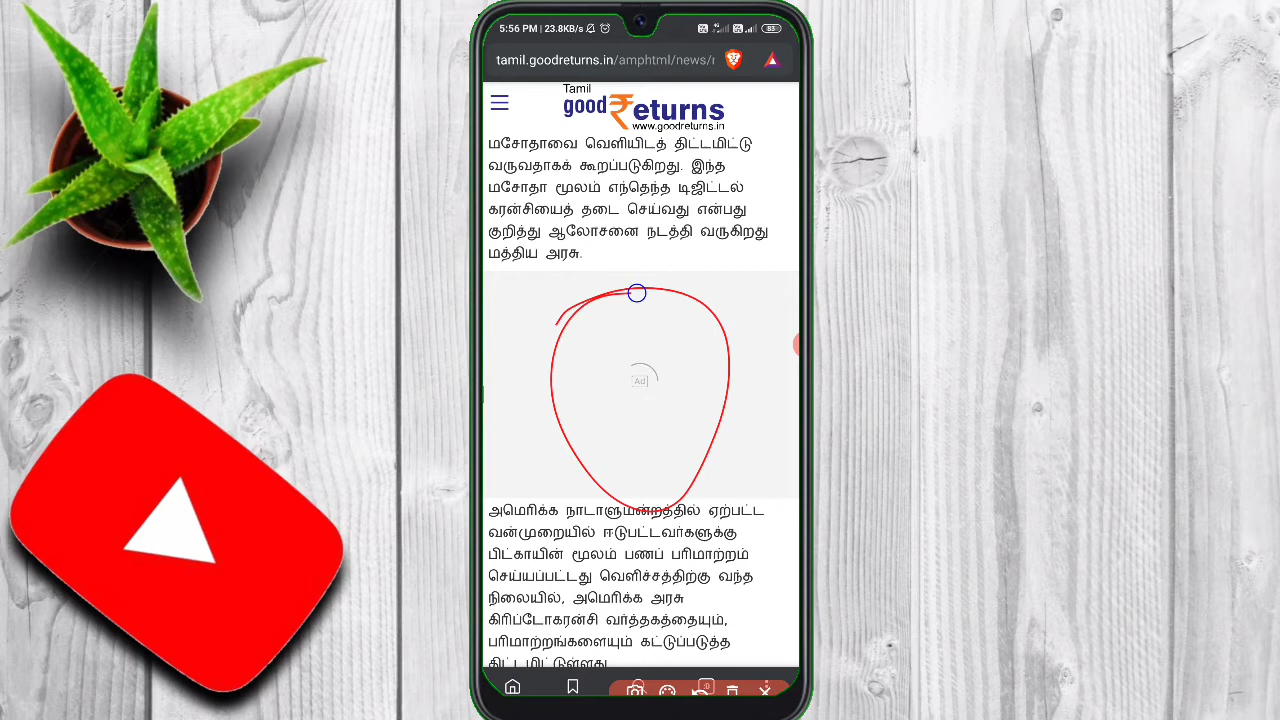 5:56 PM | 23.8KB/s
83
tamil.goodreturns.in/amphtml/news/r
Tamil
goodReturns
www.goodreturns.in
மசோதாவை வெளியிடத் திட்டமிட்டு
வருவதாகக் கூறப்படுகிறது. இந்த
மசோதா மூலம் எந்தெந்த டிஜிட்டல்
கரன்சியைத் தடை செய்வது என்பது
குறித்து ஆலோசனை நடத்தி வருகிறது
மத்திய அரசு.
Ad
அமெரிக்க நாடாளுமன்றத்தில் ஏற்பட்ட
வன்முறையில் ஈடுபட்டவர்களுக்கு
பிட்காயின் மூலம் பணப் பரிமாற்றம்
செய்யப்பட்டது வெளிச்சத்திற்கு வந்த
நிலையில், அமெரிக்க அரசு
கிரிப்டோகரன்சி வர்த்தகத்தையும்,
பரிமாற்றங்களையும் கட்டுப்படுத்த
திட்டமிட்டுள்ளது